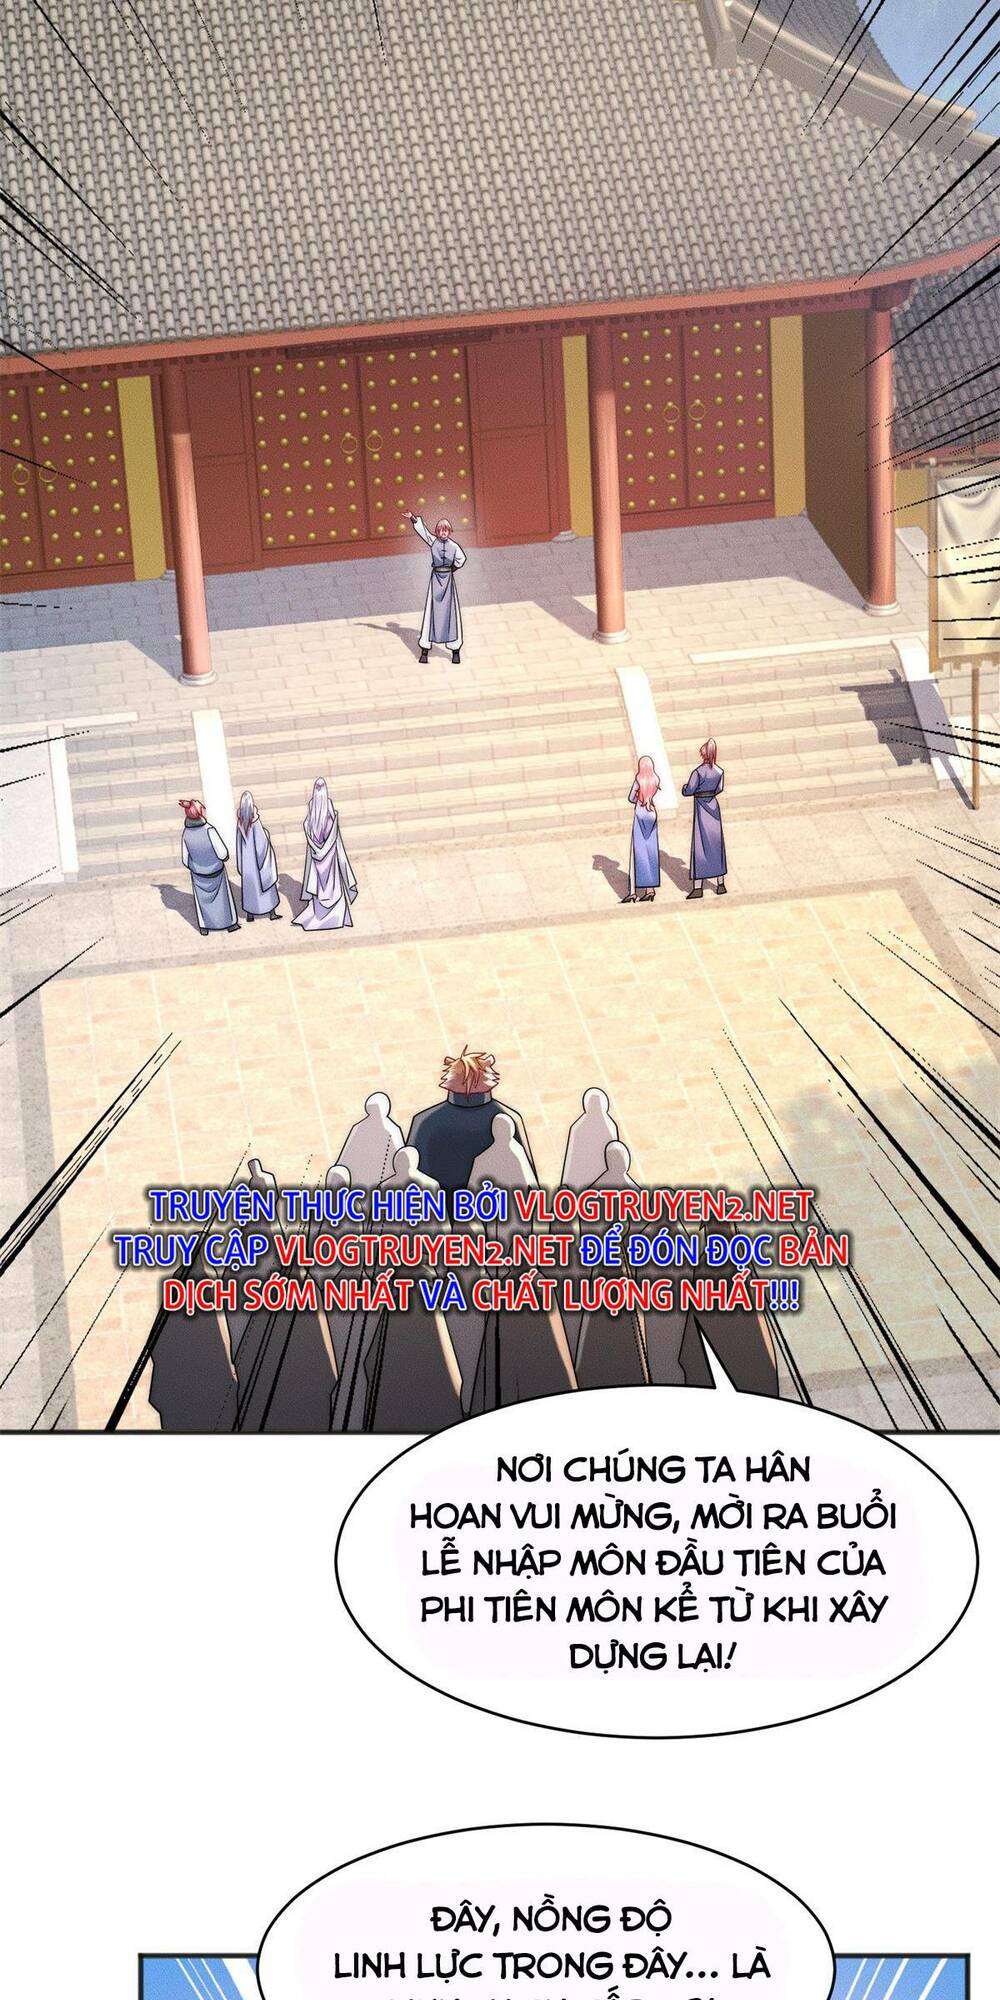 TRUYỆN THỰC HIỆN BỞI VLOGTRUYEN2.NET
TRUY CẬP VLOGTRUYEN2.NET ĐỂ ĐÓN ĐỌC BẢN
DỊCH SỚM NHẤT VÀ CHẤT LƯỢNG NHẤT!!!
NƠI CHÚNG TA HÂN
HOAN VUI MỪNG, MỜI RA BUỔI
LỄ NHẬP MÔN ĐẦU TIÊN CỦA
PHI TIÊN MÔN KỂ TỪ KHI XÂY
DỰNG LẠI!
ĐÂY, NỒNG ĐỘ
LINH LỰC TRONG ĐÂY... LÀ